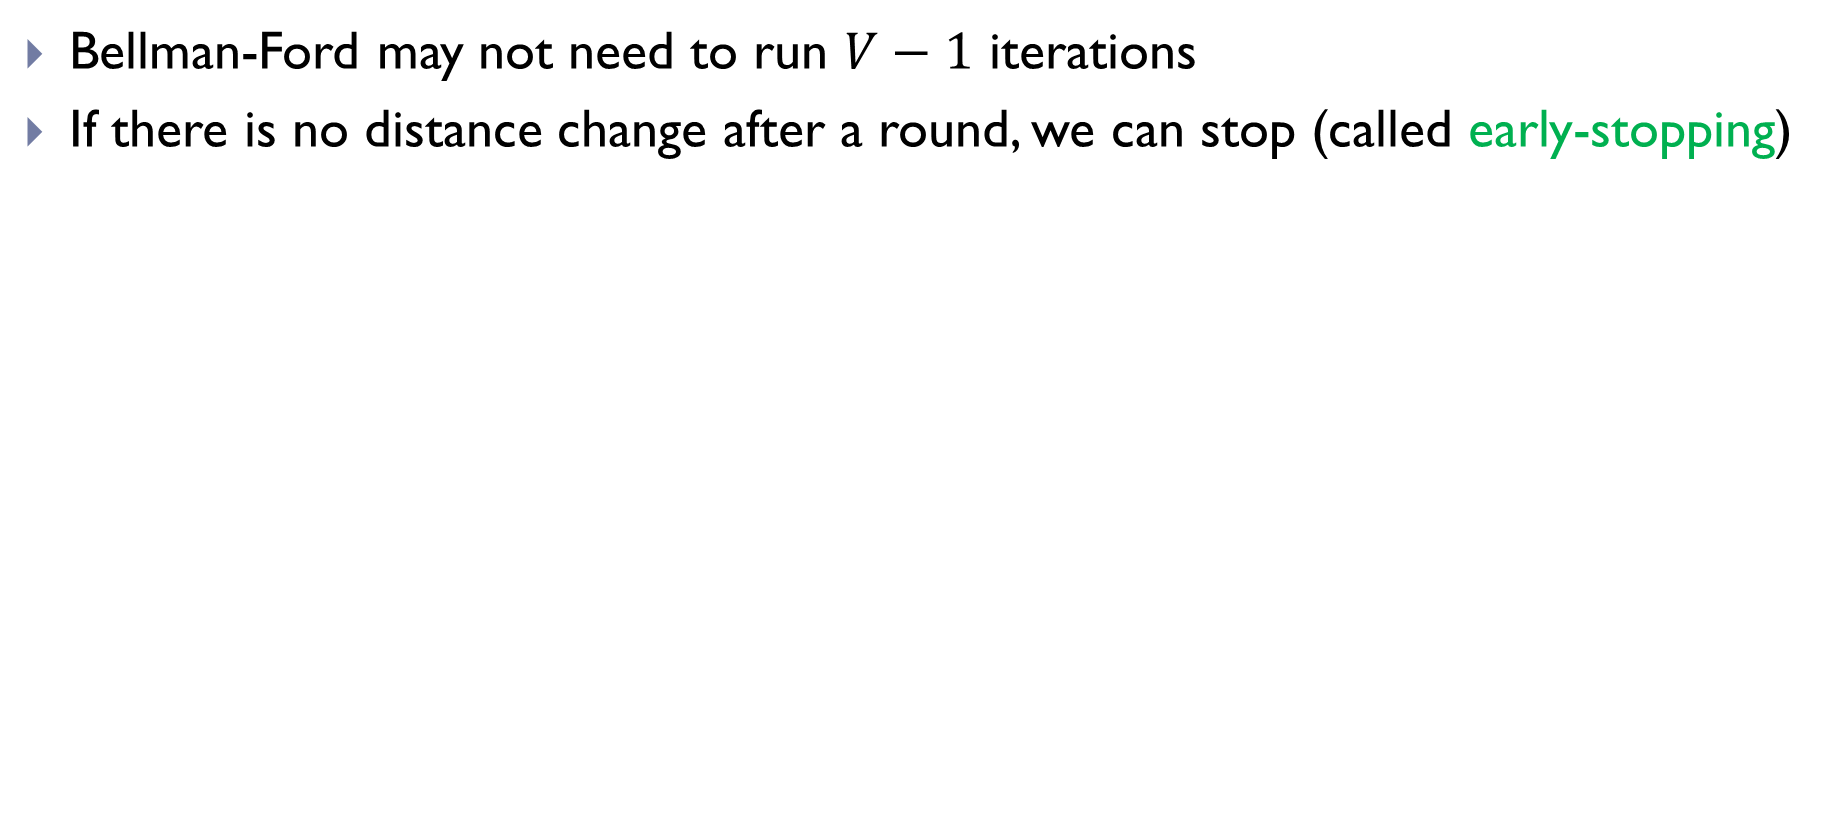 Bellman-Ford may not need to run V − 1 iterations
If there is no distance change after a round, we can stop (called early-stopping)